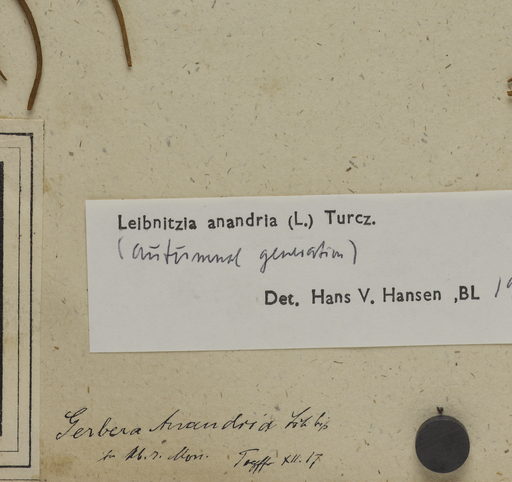 Leibnitzia anandria (L.) Turcz.
(autumnal generation)
Det. Hans V. Hansen ,BL
Gerbera Anandria